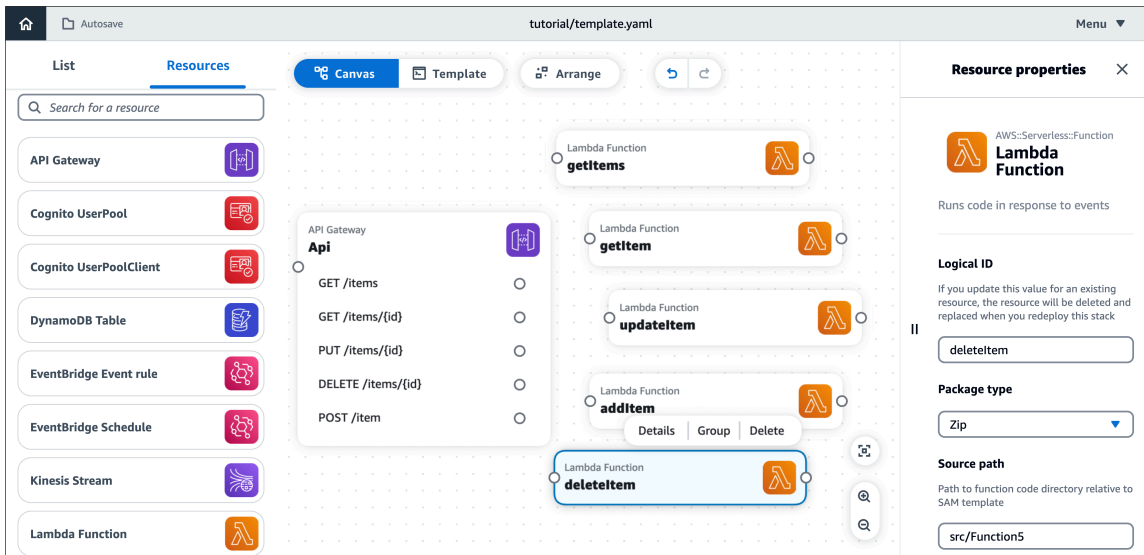 Autosave
tutorial/template.yaml
Menu
List
Resources
Search for a resource
API Gateway
Cognito UserPool
Cognito UserPoolClient
DynamoDB Table
EventBridge Event rule
EventBridge Schedule
Kinesis Stream
Lambda Function
Canvas
Template
Arrange
Api Gateway
Api
GET /items
GET /items/{id}
PUT /items/{id}
DELETE /items/{id}
POST /item
Lambda Function
getItems
Lambda Function
getItem
Lambda Function
updateItem
Lambda Function
addItem
Details
Group
Delete
Lambda Function
deleteItem
Resource properties
AWS::Serverless::Function
Lambda
Function
Runs code in response to events
Logical ID
If you update this value for an existing
resource, the resource will be deleted and
replaced when you redeploy this stack
deleteItem
Package type
Zip
Source path
Path to function code directory relative to
SAM template
src/Function5